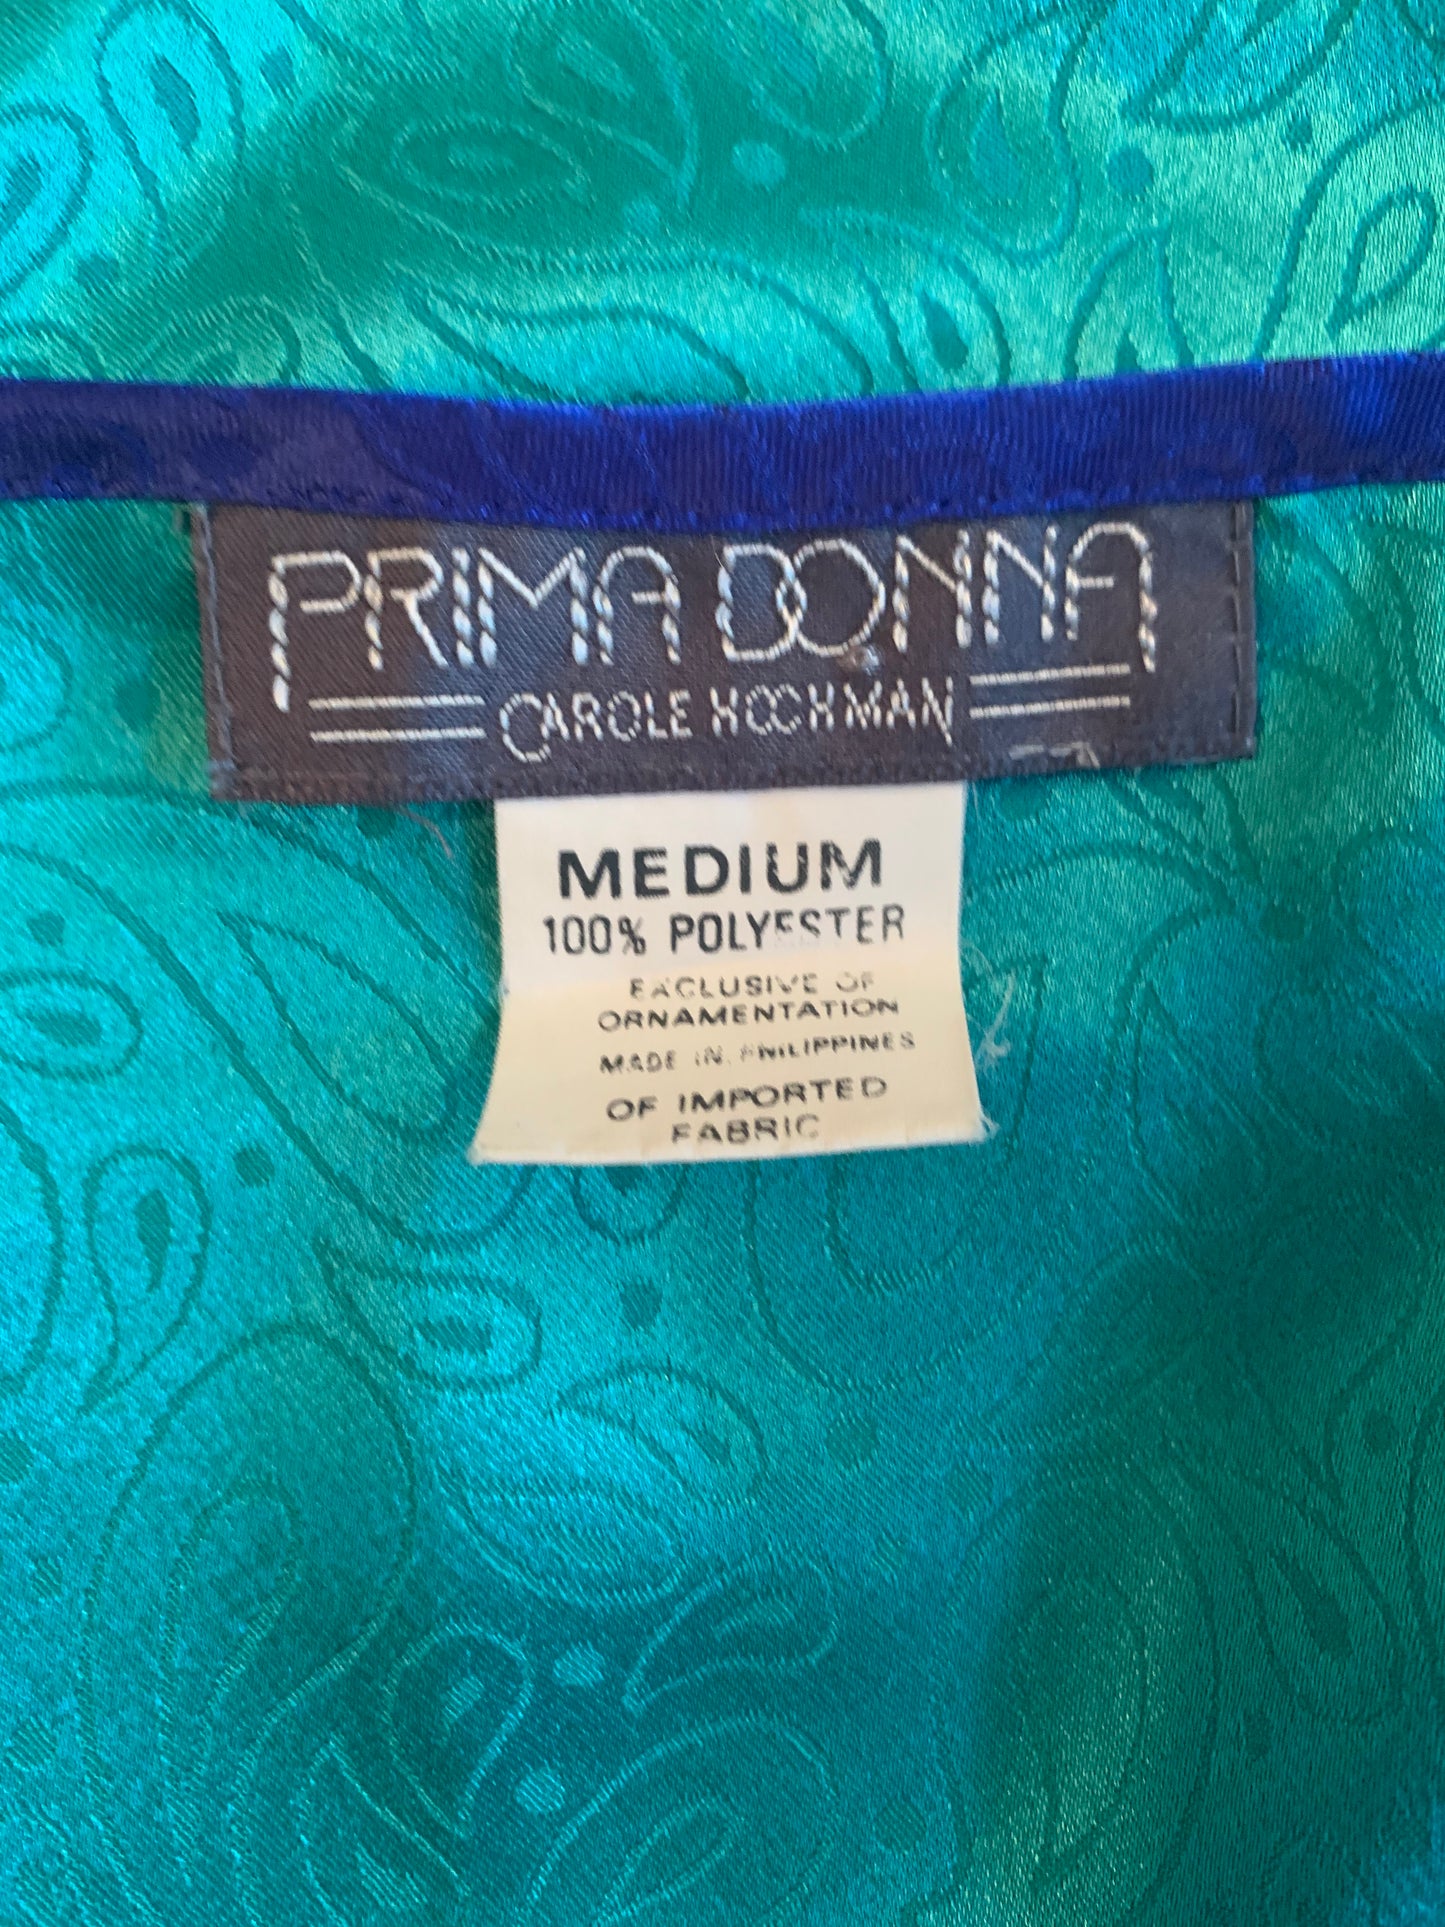 PRIMA DONNA
CAROLE HOCHMAN
MEDIUM
100% POLYESTER
EXCLUSIVE OF
ORNAMENTATION
MADE IN PHILIPPINES
OF IMPORTED
FABRIC